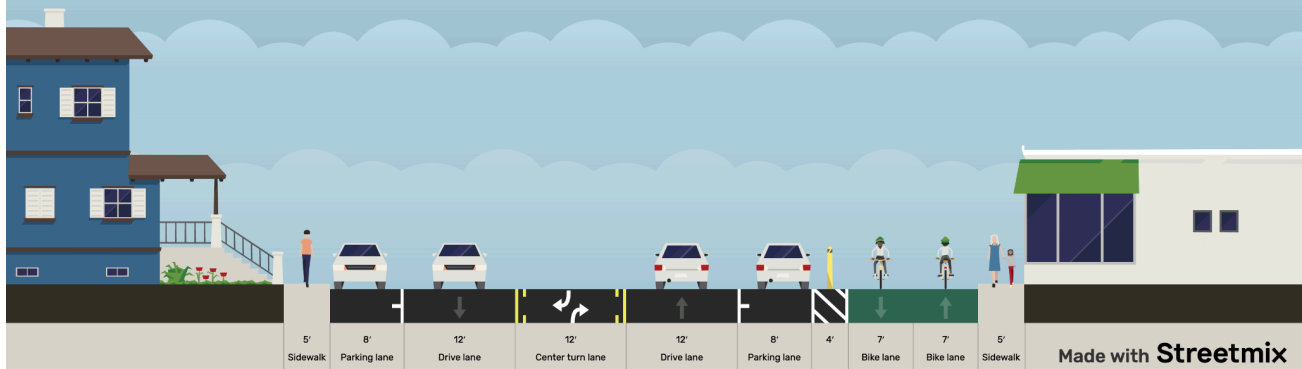 5'
Sidewalk
8'
Parking lane
12'
Drive lane
12'
Center turn lane
12'
Drive lane
8'
Parking lane
4'
7'
Bike lane
7'
Bike lane
5'
Sidewalk
Made with Streetmix